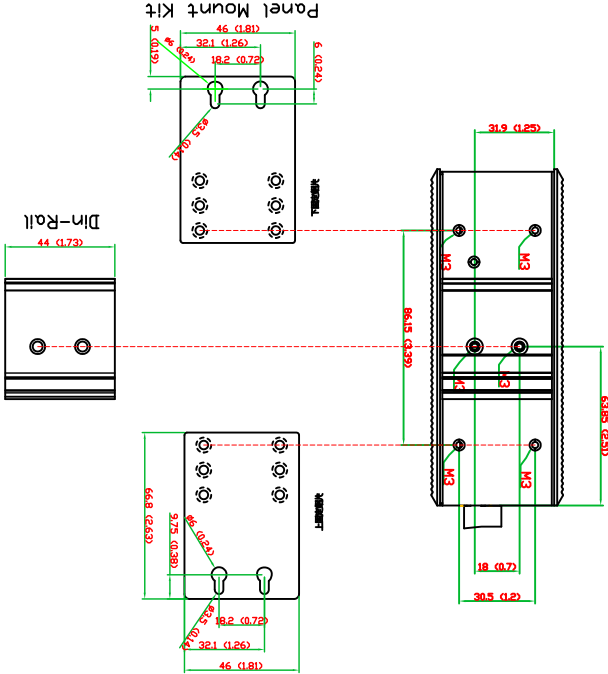 Panel Mount Kit
46 (1.81)
32.1 (1.26)
18.2 (0.72)
5 (0.19)
ø6 (0.24)
6 (0.24)
ø3.5 (0.14)
31.9 (1.25)
M3
M3
Din-Rail
44 (1.73)
86.15 (3.39)
M3
M3
63.85 (2.51)
M3
M3
66.8 (2.63)
9.75 (0.38)
ø6 (0.24)
ø3.5 (0.14)
18.2 (0.72)
32.1 (1.26)
46 (1.81)
18 (0.7)
30.5 (1.2)